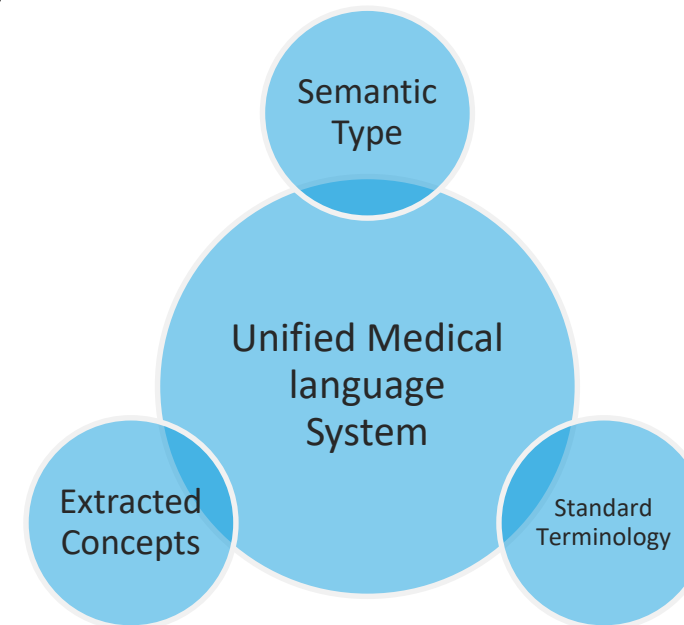 Semantic
Type
Unified Medical
language
System
Extracted
Concepts
Standard
Terminology